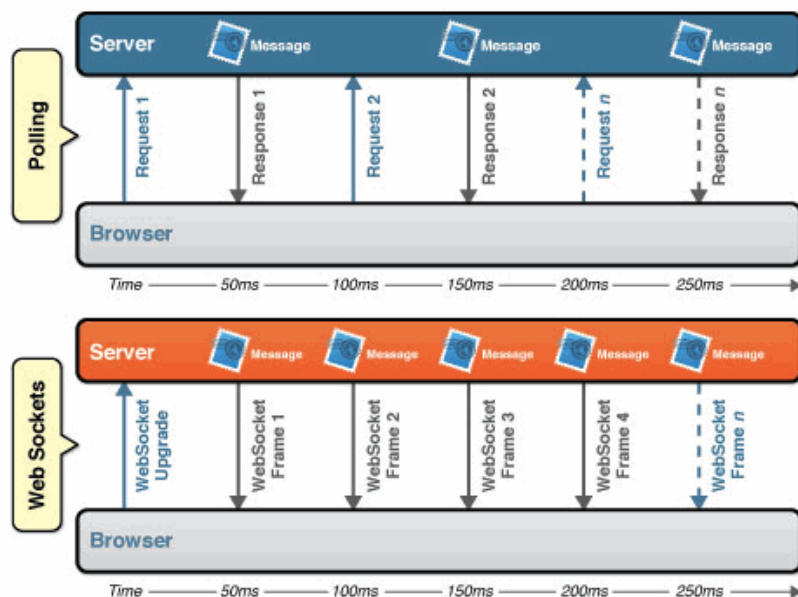 Server
Message
Message
Message
Polling
Request 1
Response 1
Request 2
Response 2
Request n
Response n
Browser
Time 50ms 100ms 150ms 200ms 250ms
Server
Message
Message
Message
Message
Message
Web Sockets
WebSocket
Upgrade
WebSocket
Frame 1
WebSocket
Frame 2
WebSocket
Frame 3
WebSocket
Frame 4
WebSocket
Frame n
Browser
Time 50ms 100ms 150ms 200ms 250ms